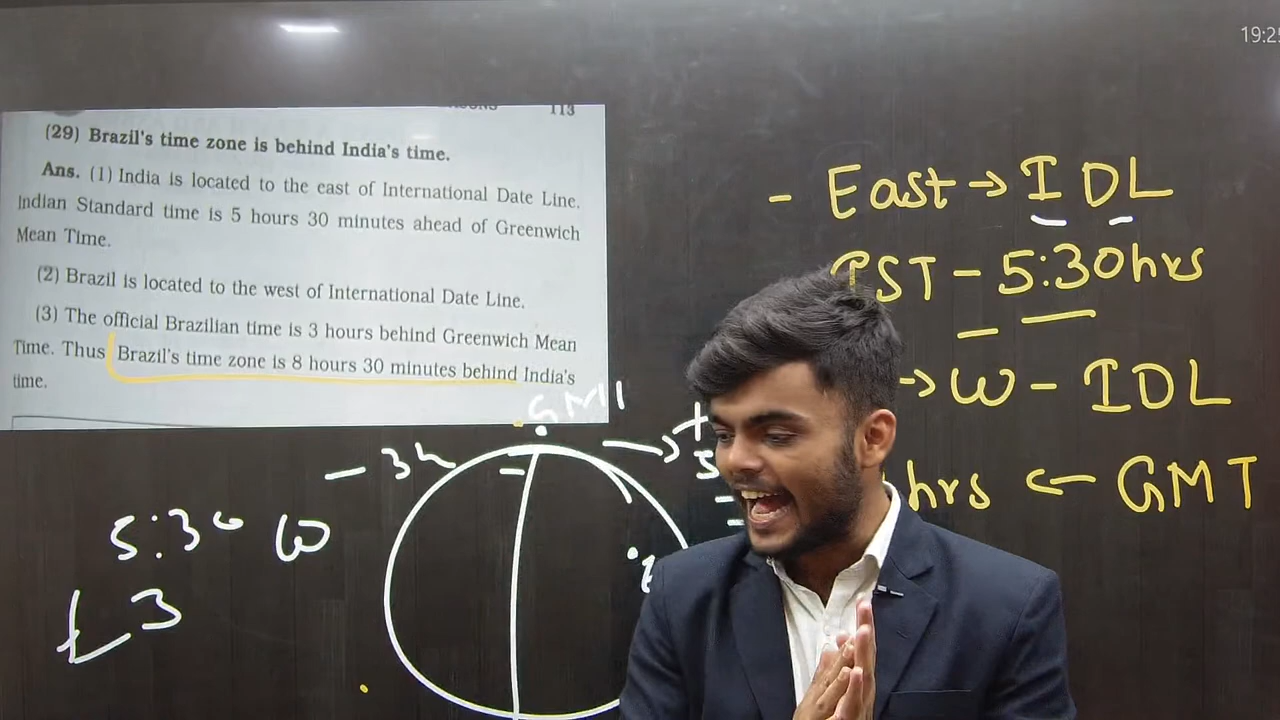 19:25
113
(29) Brazil's time zone is behind India's time.
Ans. (1) India is located to the east of International Date Line.
Indian Standard time is 5 hours 30 minutes ahead of Greenwich
Mean Time.
(2) Brazil is located to the west of International Date Line.
(3) The official Brazilian time is 3 hours behind Greenwich Mean
Time. Thus Brazil's time zone is 8 hours 30 minutes behind India's
time.
- East → IDL
IST - 5:30hrs
→ W - IDL
hrs ← GMT
GMT
- 3h
→ +
5
5:30 W
+ 3